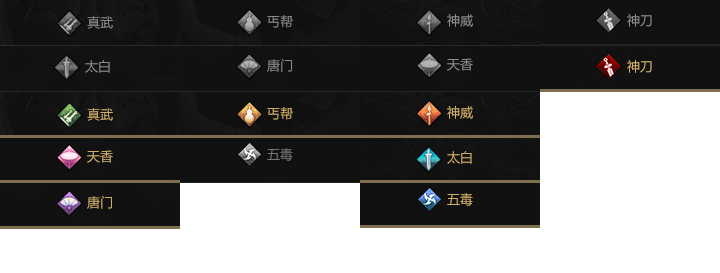 真武 丐帮 神威 神刀
太白 唐门 天香 神刀
真武 丐帮 神威
天香 五毒 太白
唐门 五毒